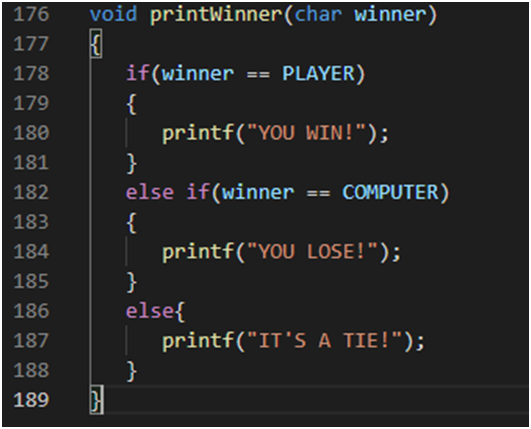 176 void printWinner(char winner)
177 {
178 if(winner == PLAYER)
179 {
180 printf("YOU WIN!");
181 }
182 else if(winner == COMPUTER)
183 {
184 printf("YOU LOSE!");
185 }
186 else{
187 printf("IT'S A TIE!");
188 }
189 }